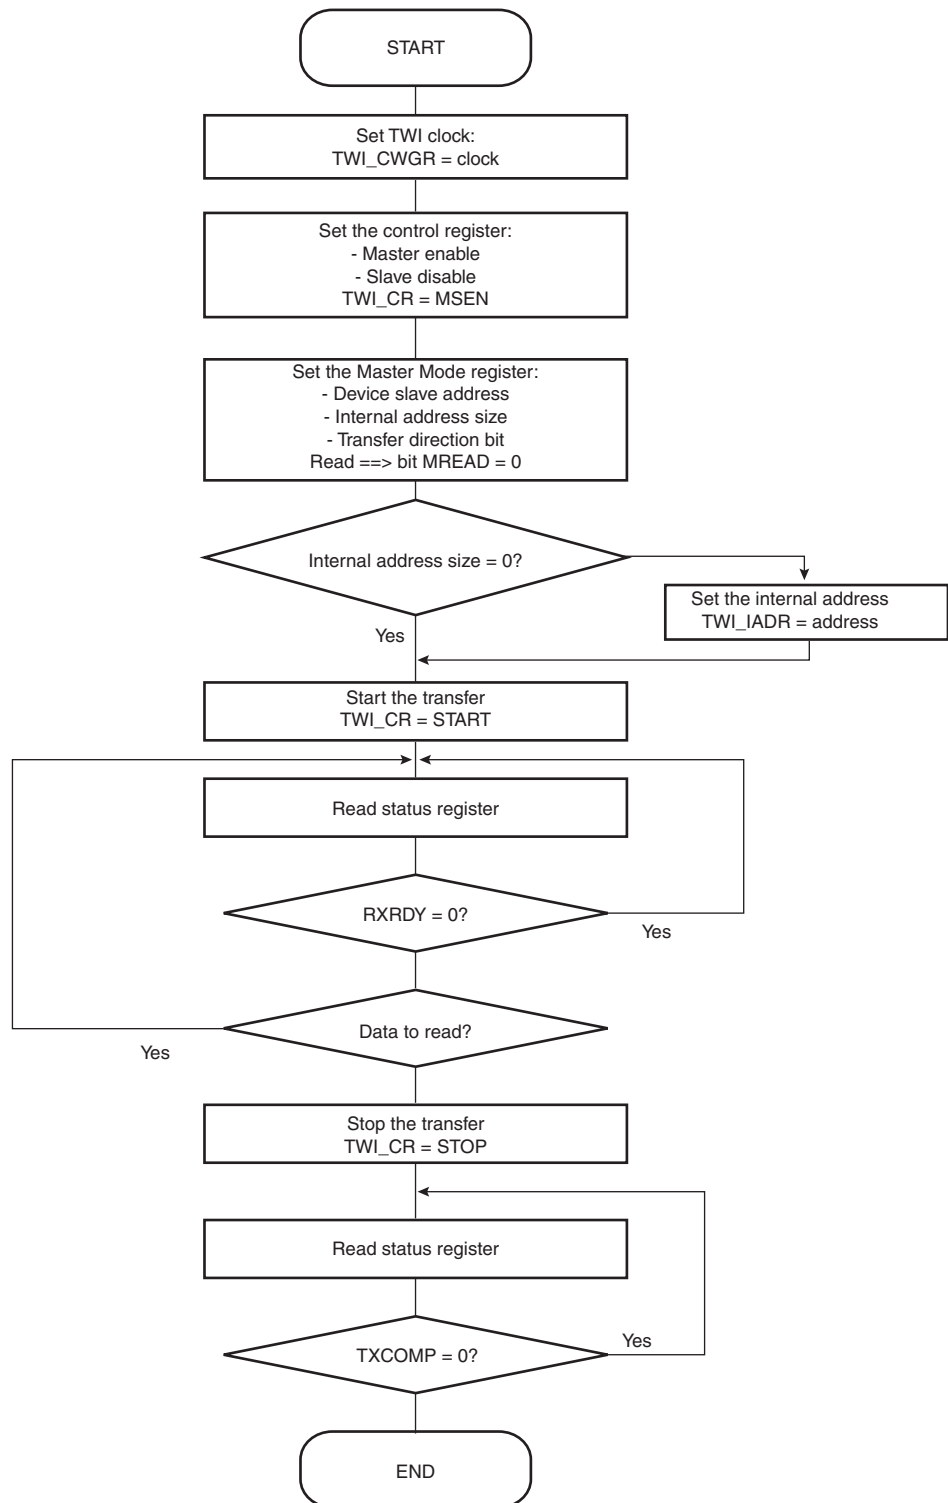 START
Set TWI clock:
TWI_CWGR = clock
Set the control register:
- Master enable
- Slave disable
TWI_CR = MSEN
Set the Master Mode register:
- Device slave address
- Internal address size
- Transfer direction bit
Read ==> bit MREAD = 0
Internal address size = 0?
Set the internal address
TWI_IADR = address
Yes
Start the transfer
TWI_CR = START
Read status register
RXRDY = 0?
Yes
Data to read?
Yes
Stop the transfer
TWI_CR = STOP
Read status register
Yes
TXCOMP = 0?
END